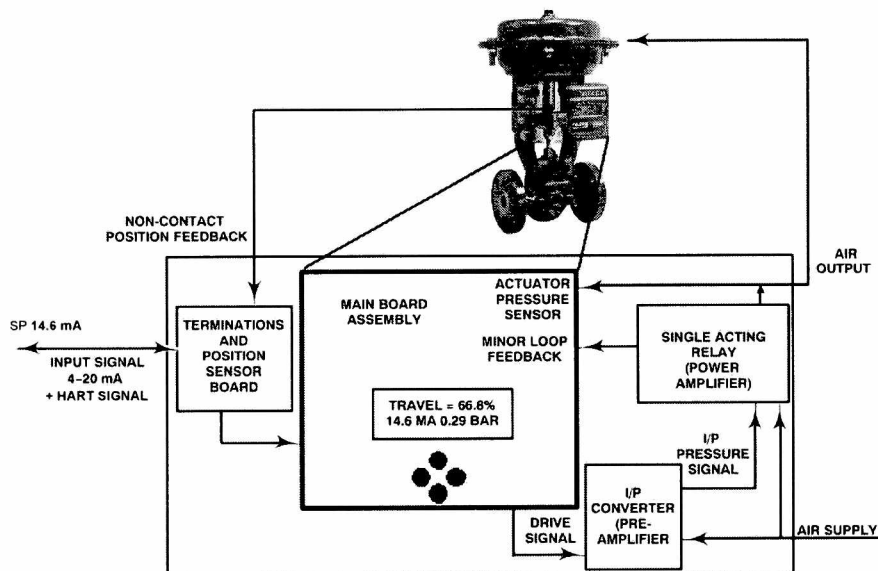 NON-CONTACT
POSITION FEEDBACK
AIR
OUTPUT
SP 14.6 mA
INPUT SIGNAL
4–20 mA
+ HART SIGNAL
TERMINATIONS
AND
POSITION
SENSOR
BOARD
MAIN BOARD
ASSEMBLY
ACTUATOR
PRESSURE
SENSOR
MINOR LOOP
FEEDBACK
TRAVEL = 66.8%
14.6 MA 0.29 BAR
SINGLE ACTING
RELAY
(POWER
AMPLIFIER)
I/P
PRESSURE
SIGNAL
DRIVE
SIGNAL
I/P
CONVERTER
(PRE-
AMPLIFIER
AIR SUPPLY